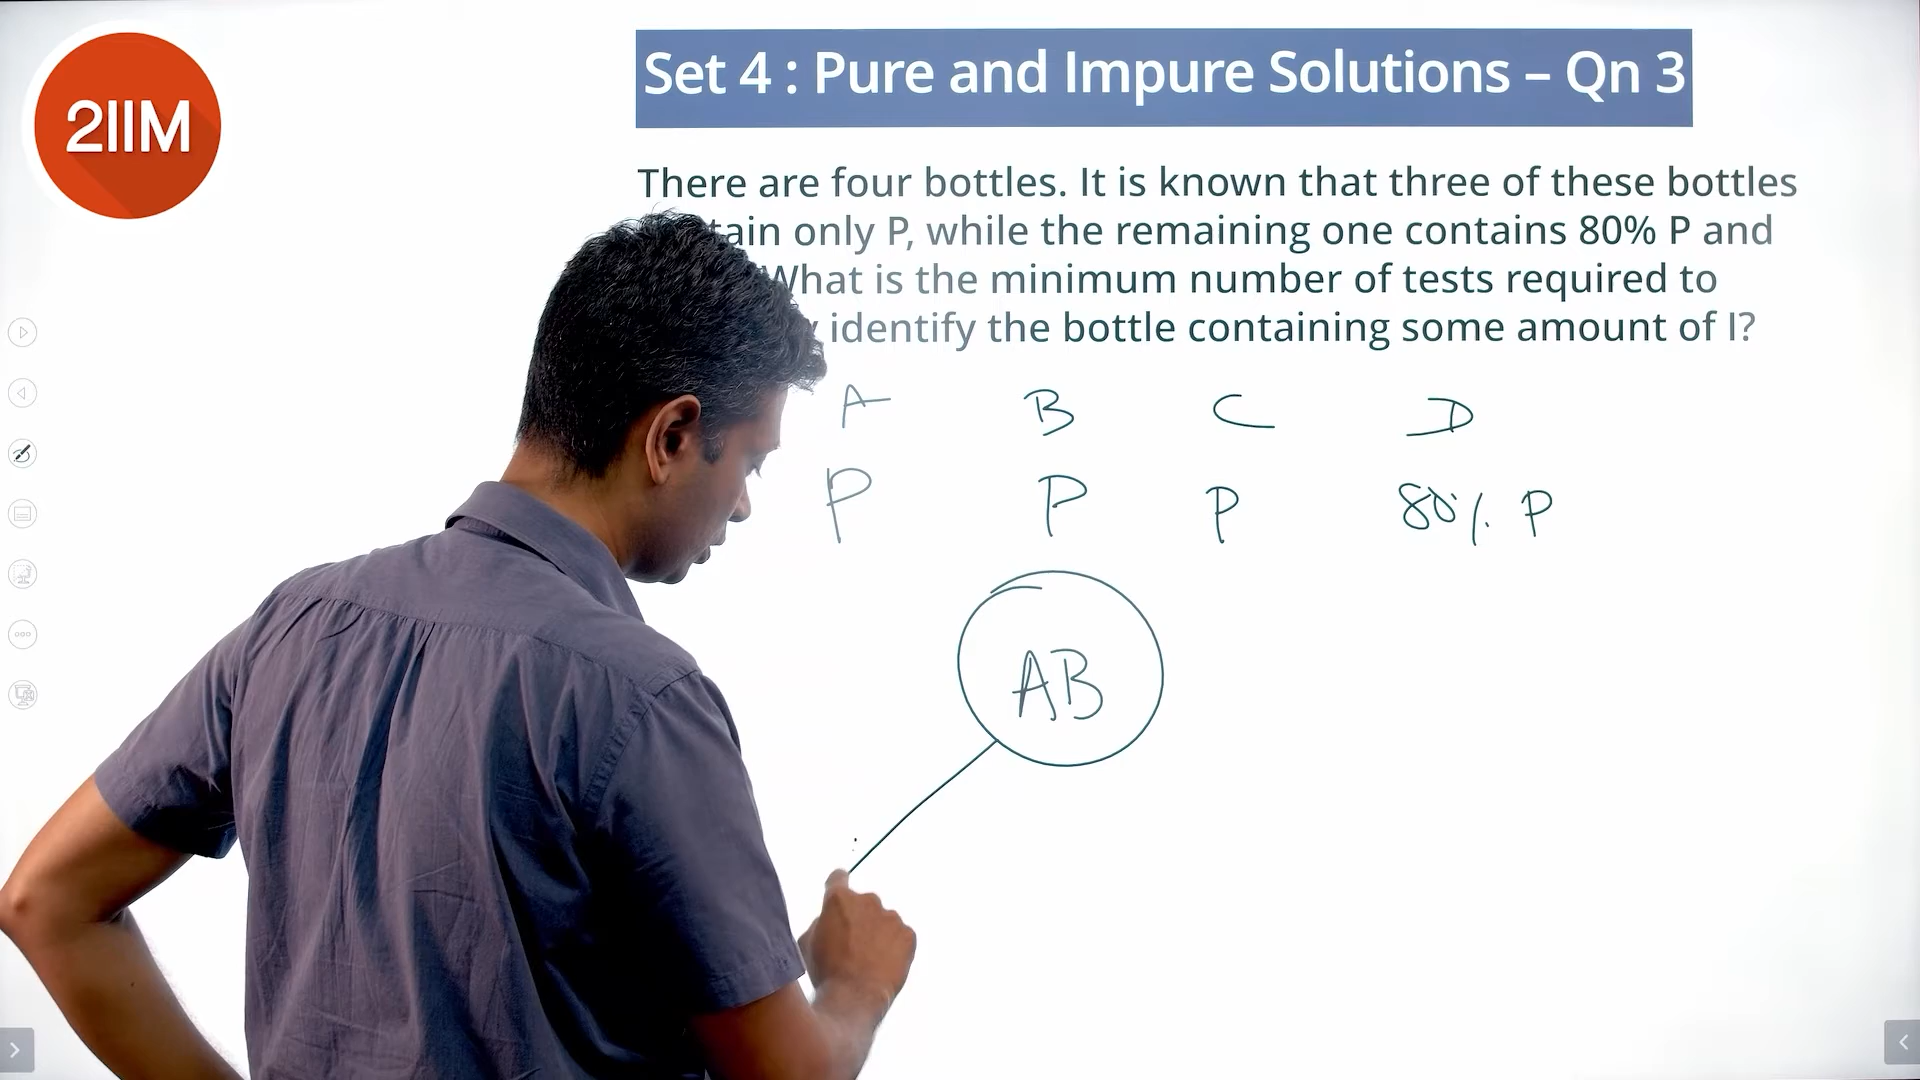 2IIM
Set 4 : Pure and Impure Solutions – Qn 3
There are four bottles. It is known that three of these bottles
only P, while the remaining one contains 80% P and
What is the minimum number of tests required to
identify the bottle containing some amount of I?
A B C D
P P P 80% P
AB